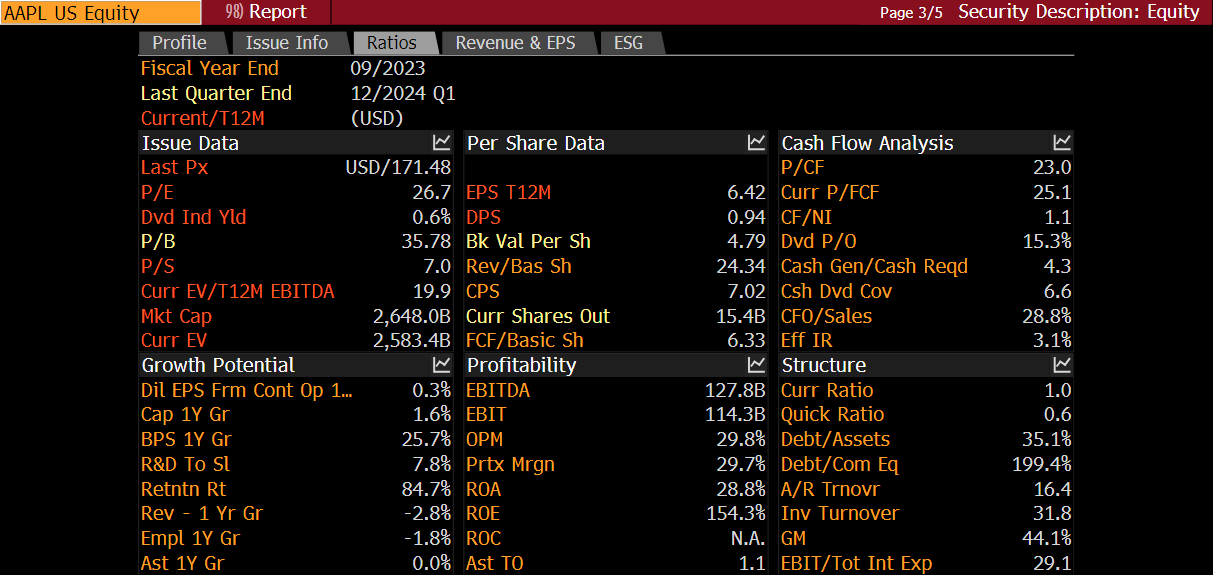 AAPL US Equity 98) Report Page 3/5 Security Description: Equity
Profile Issue Info Ratios Revenue & EPS ESG
Fiscal Year End 09/2023
Last Quarter End 12/2024 Q1
Current/T12M (USD)
Issue Data Per Share Data Cash Flow Analysis
Last Px USD/171.48 P/CF 23.0
P/E 26.7 EPS T12M 6.42 Curr P/FCF 25.1
Dvd Ind Yld 0.6% DPS 0.94 CF/NI 1.1
P/B 35.78 Bk Val Per Sh 4.79 Dvd P/O 15.3%
P/S 7.0 Rev/Bas Sh 24.34 Cash Gen/Cash Reqd 4.3
Curr EV/T12M EBITDA 19.9 CPS 7.02 Csh Dvd Cov 6.6
Mkt Cap 2,648.0B Curr Shares Out 15.4B CFO/Sales 28.8%
Curr EV 2,583.4B FCF/Basic Sh 6.33 Eff IR 3.1%
Growth Potential Profitability Structure
Dil EPS Frm Cont Op 1... 0.3% EBITDA 127.8B Curr Ratio 1.0
Cap 1Y Gr 1.6% EBIT 114.3B Quick Ratio 0.6
BPS 1Y Gr 25.7% OPM 29.8% Debt/Assets 35.1%
R&D To Sl 7.8% Prtx Mrgn 29.7% Debt/Com Eq 199.4%
Retntn Rt 84.7% ROA 28.8% A/R Trnovr 16.4
Rev - 1 Yr Gr -2.8% ROE 154.3% Inv Turnover 31.8
Empl 1Y Gr -1.8% ROC N.A. GM 44.1%
Ast 1Y Gr 0.0% Ast TO 1.1 EBIT/Tot Int Exp 29.1